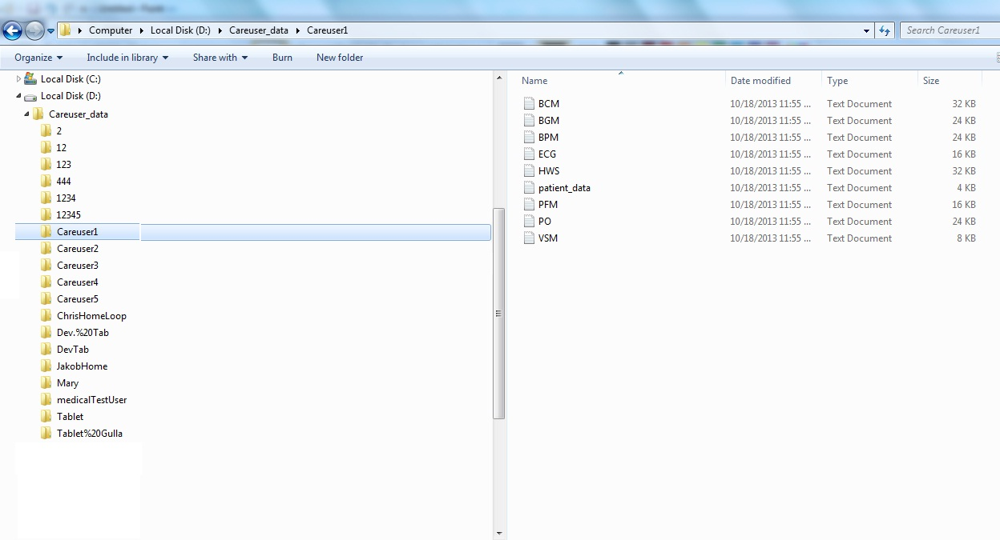 Computer Local Disk (D:) Careuser_data Careuser1 Search Careuser1
Organize Include in library Share with Burn New folder
Local Disk (C:)
Local Disk (D:)
Careuser_data
2
12
123
444
1234
12345
Careuser1
Careuser2
Careuser3
Careuser4
Careuser5
ChrisHomeLoop
Dev.%20Tab
DevTab
JakobHome
Mary
medicalTestUser
Tablet
Tablet%20Gulla
Name Date modified Type Size
BCM 10/18/2013 11:55 ... Text Document 32 KB
BGM 10/18/2013 11:55 ... Text Document 24 KB
BPM 10/18/2013 11:55 ... Text Document 24 KB
ECG 10/18/2013 11:55 ... Text Document 16 KB
HWS 10/18/2013 11:55 ... Text Document 32 KB
patient_data 10/18/2013 11:55 ... Text Document 4 KB
PFM 10/18/2013 11:55 ... Text Document 16 KB
PO 10/18/2013 11:55 ... Text Document 24 KB
VSM 10/18/2013 11:55 ... Text Document 8 KB